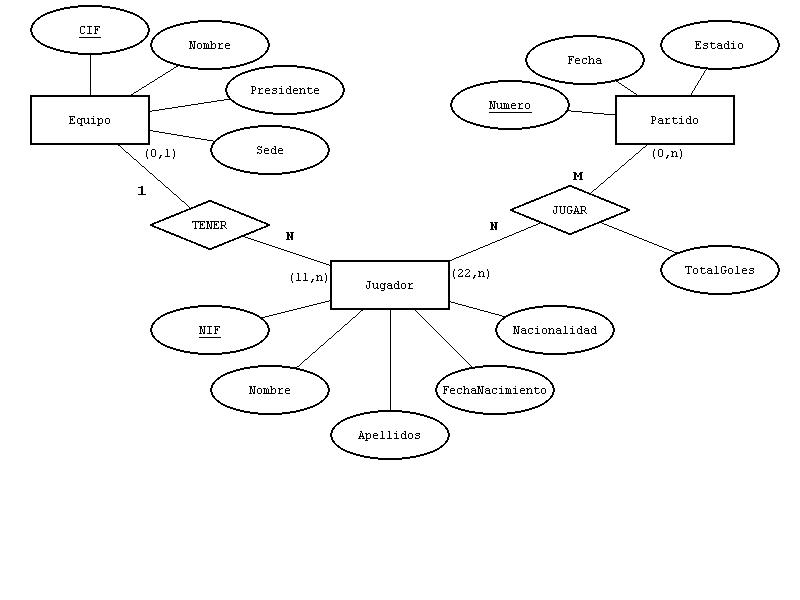 CIF
Nombre
Estadio
Fecha
Presidente
Numero
Equipo
Partido
Sede
(0,1)
(0,n)
M
1
JUGAR
TENER
N
N
TotalGoles
(11,n)
Jugador
(22,n)
NIF
Nacionalidad
Nombre
FechaNacimiento
Apellidos